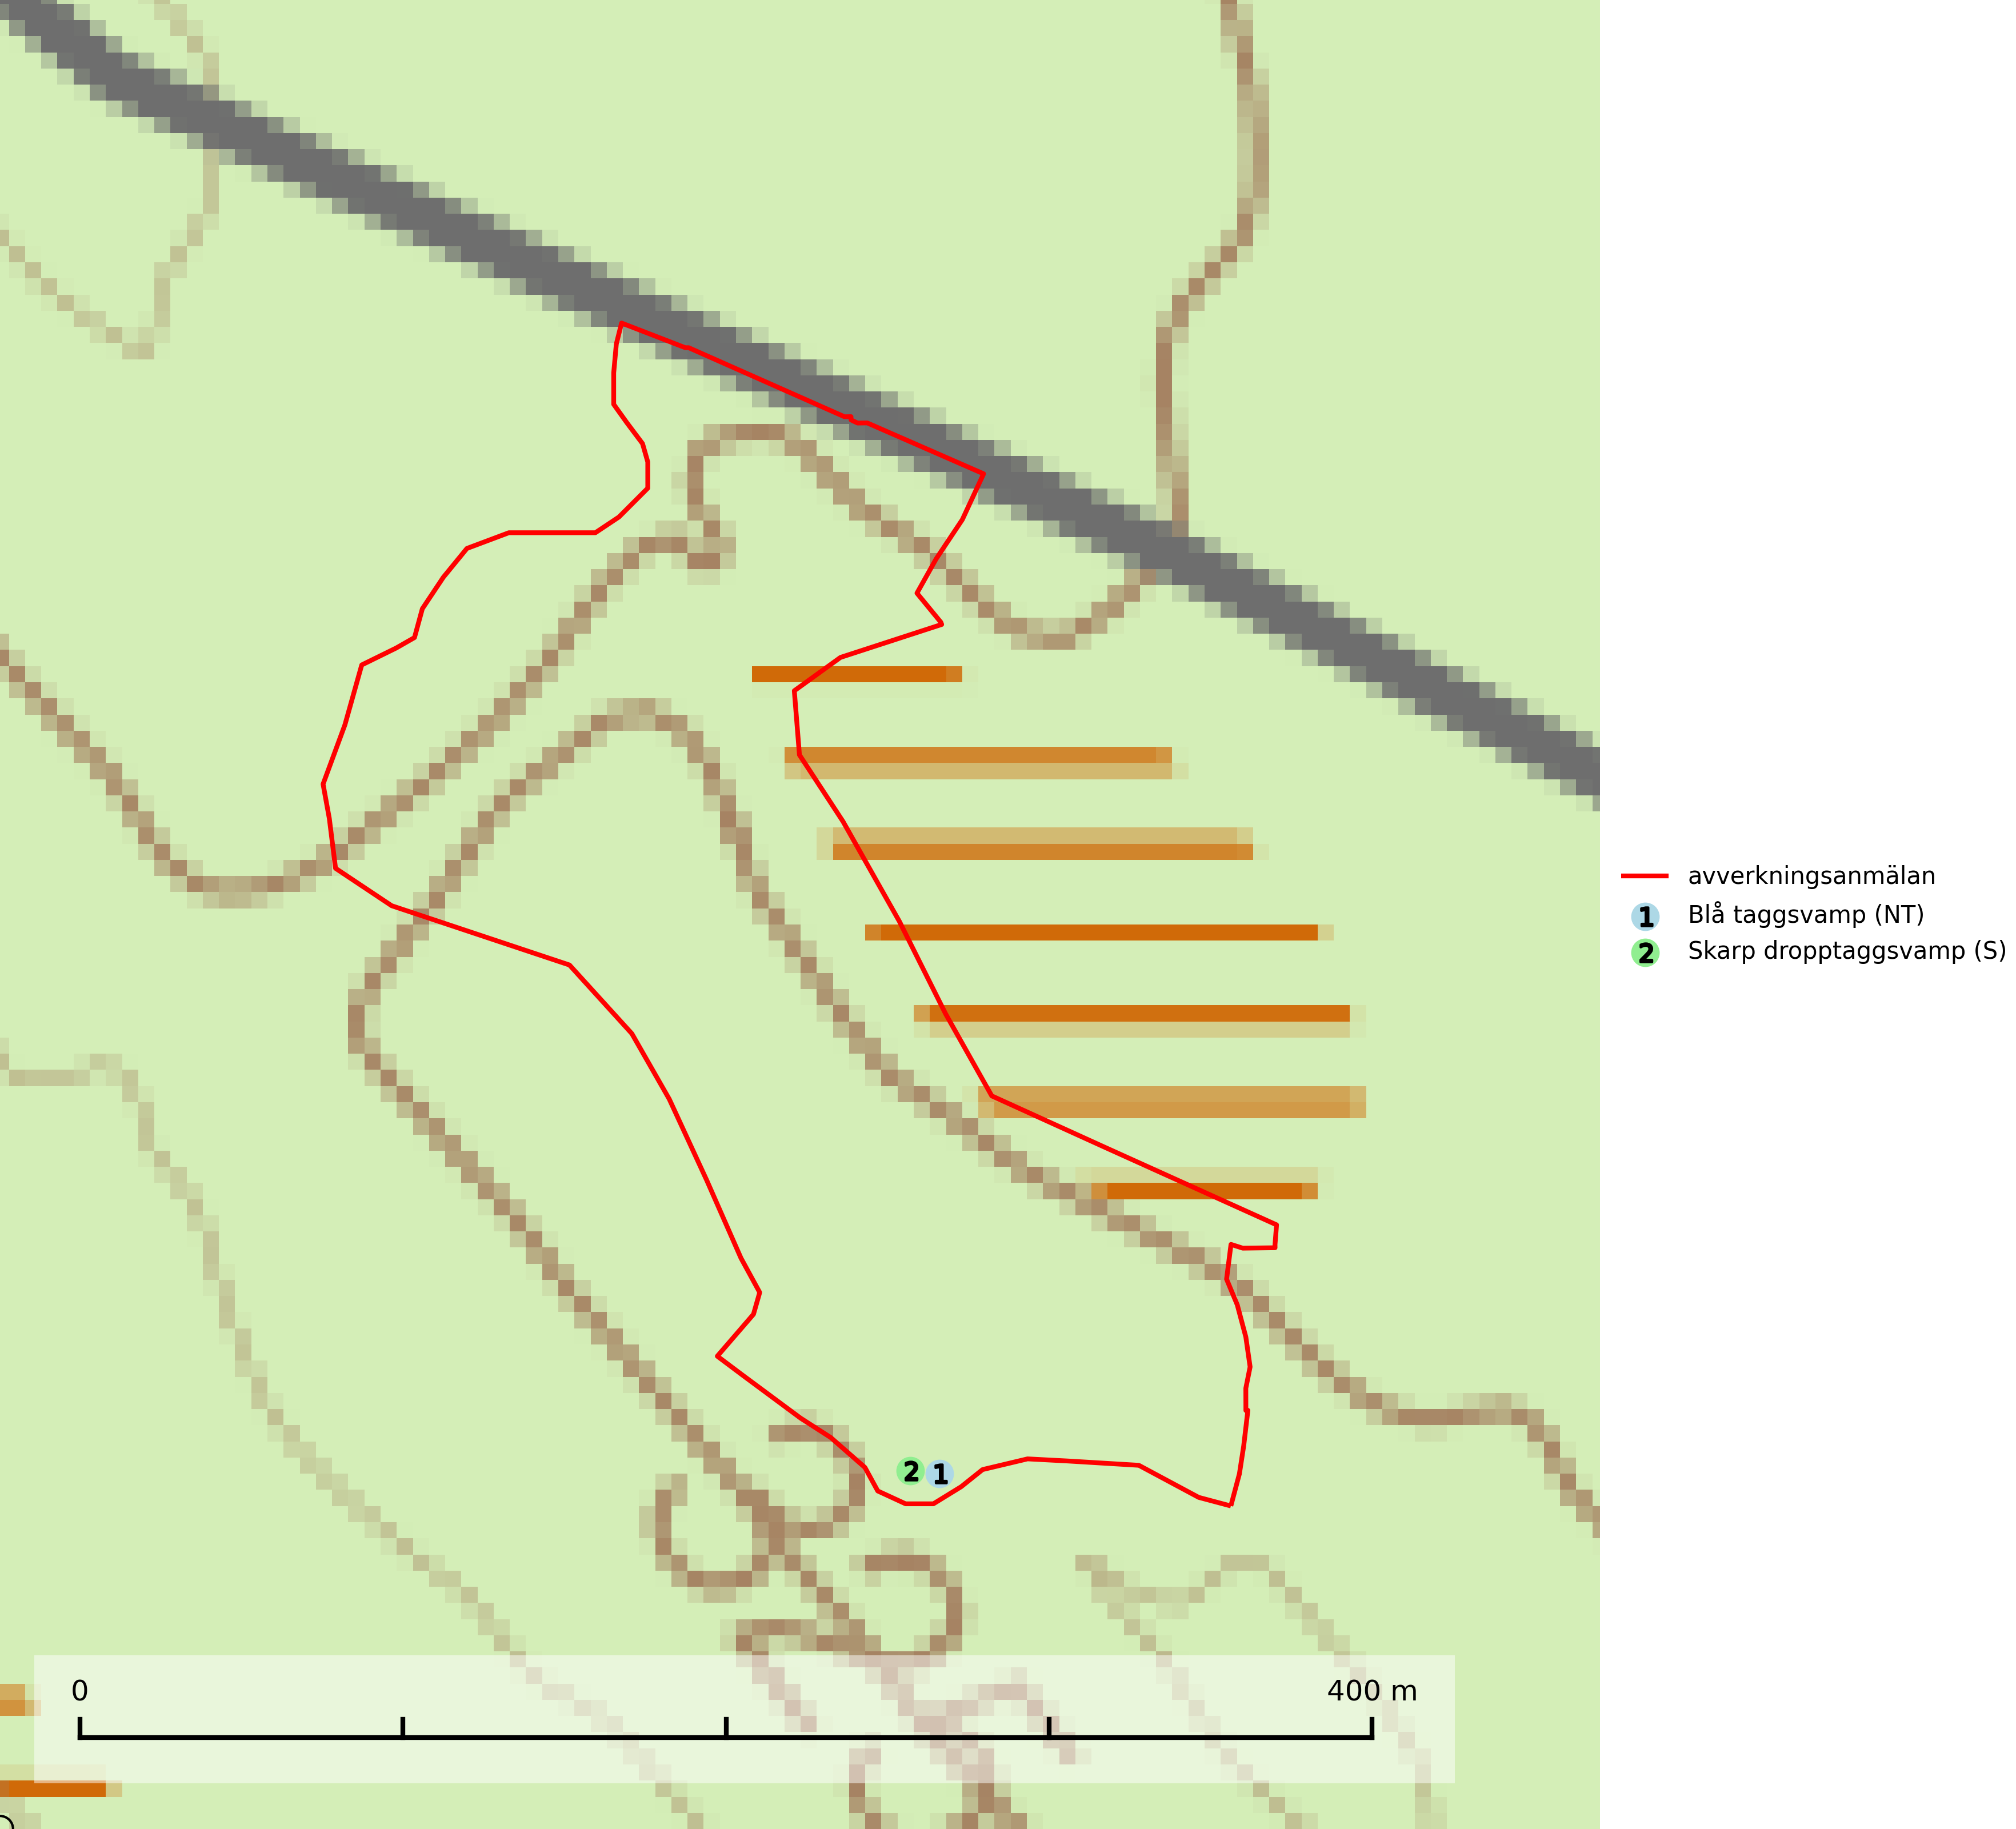 avverkningsanmälan
1 Blå taggsvamp (NT)
2 Skarp dropptaggsvamp (S)
2 1
0 400 m